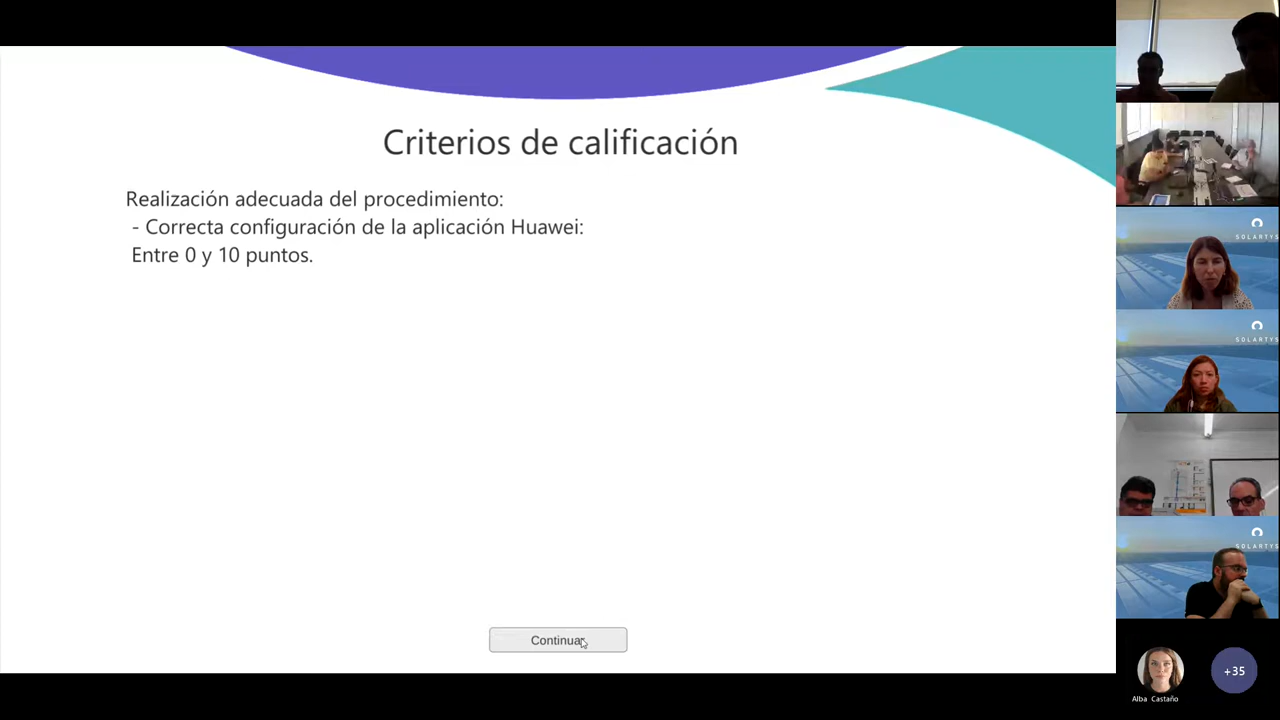 Criterios de calificación
Realización adecuada del procedimiento:
- Correcta configuración de la aplicación Huawei:
Entre 0 y 10 puntos.
Continuar
SOLARTYS
SOLARTYS
SOLARTYS
+35
Alba Castaño